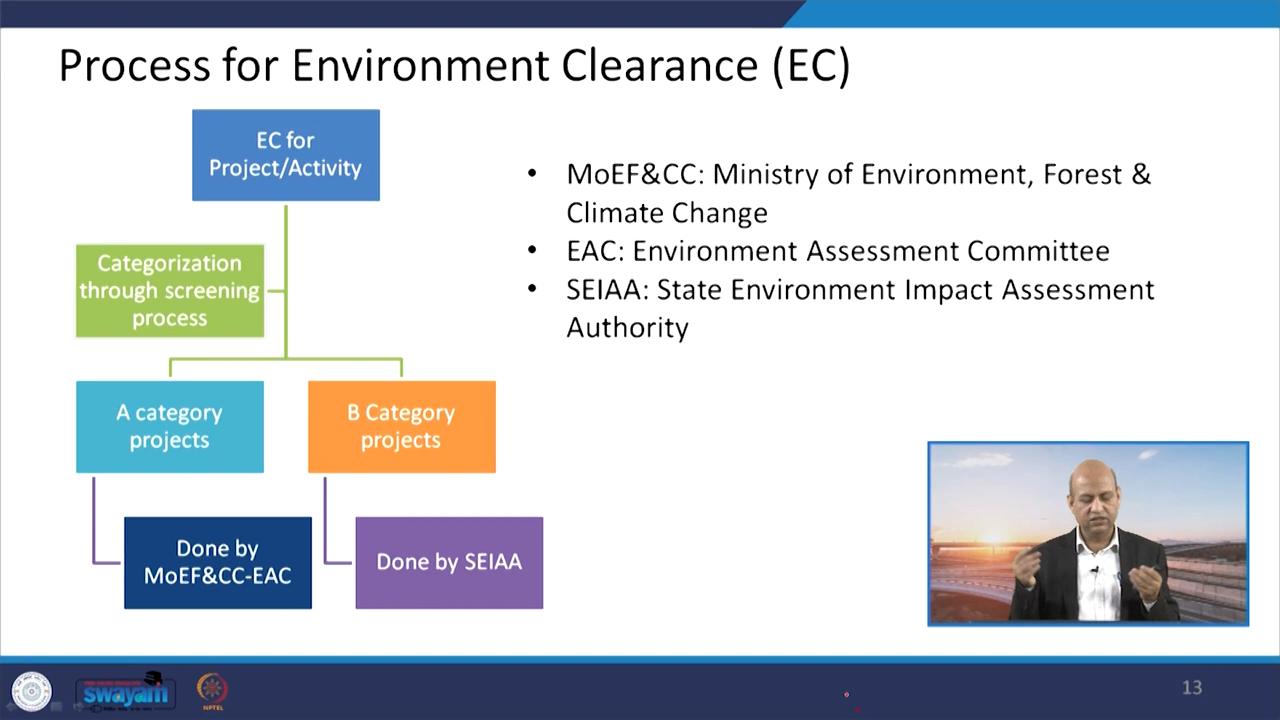 Process for Environment Clearance (EC)
EC for
Project/Activity
Categorization
through screening
process
A category
projects
B Category
projects
Done by
MoEF&CC-EAC
Done by SEIAA
• MoEF&CC: Ministry of Environment, Forest &
Climate Change
• EAC: Environment Assessment Committee
• SEIAA: State Environment Impact Assessment
Authority
swayam
NPTEL
13